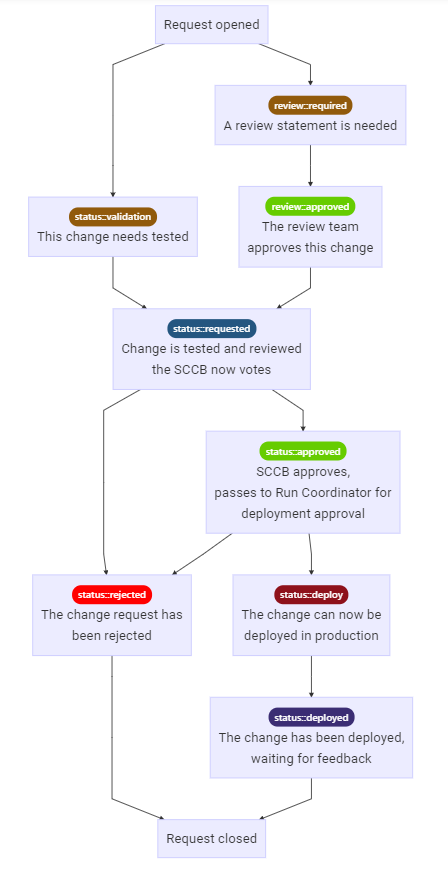 Request opened
review::required
A review statement is needed
status::validation
This change needs tested
review::approved
The review team
approves this change
status::requested
Change is tested and reviewed
the SCCB now votes
status::approved
SCCB approves,
passes to Run Coordinator for
deployment approval
status::rejected
The change request has
been rejected
status::deploy
The change can now be
deployed in production
status::deployed
The change has been deployed,
waiting for feedback
Request closed